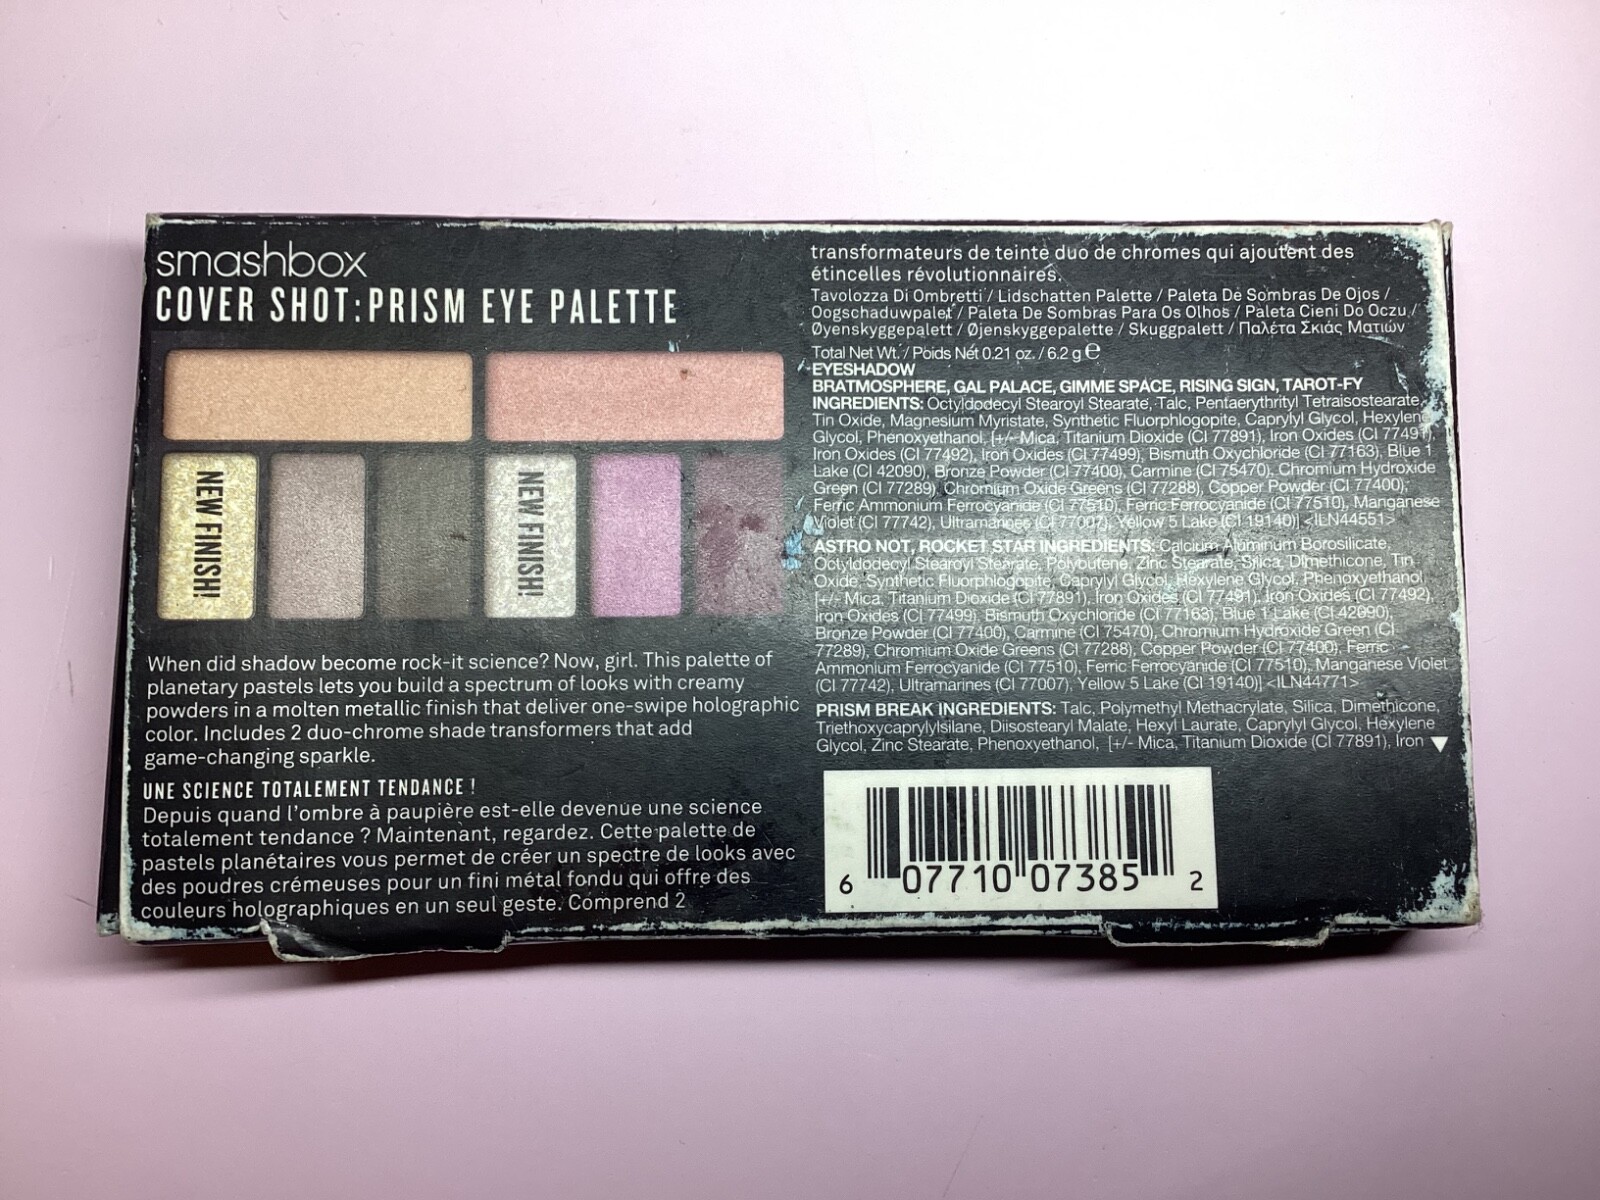 smashbox
COVER SHOT: PRISM EYE PALETTE
NEW FINISH!
NEW FINISH!
When did shadow become rock-it science? Now, girl. This palette of
planetary pastels lets you build a spectrum of looks with creamy
powders in a molten metallic finish that deliver one-swipe holographic
color. Includes 2 duo-chrome shade transformers that add
game-changing sparkle.
UNE SCIENCE TOTALEMENT TENDANCE !
Depuis quand l'ombre à paupière est-elle devenue une science
totalement tendance ? Maintenant, regardez. Cette palette de
pastels planétaires vous permet de créer un spectre de looks avec
des poudres crémeuses pour un fini métal fondu qui offre des
couleurs holographiques en un seul geste. Comprend 2
transformateurs de teinte duo de chromes qui ajoutent des
étincelles révolutionnaires.
Tavolozza Di Ombretti / Lidschatten Palette / Paleta De Sombras De Ojos /
Oogschaduwpalet / Paleta De Sombras Para Os Olhos / Paleta Cieni Do Oczu /
Øyenskyggepalett / Øjenskyggepalette / Skuggpalett / Παλέτα Σκιάς Ματιών
Total Net Wt. / Poids Net 0.21 oz. / 6.2 g ℮
EYESHADOW
BRATMOSPHERE, GAL PALACE, GIMME SPACE, RISING SIGN, TAROT-FY
INGREDIENTS: Octyldodecyl Stearoyl Stearate, Talc, Pentaerythrityl Tetraisostearate,
Tin Oxide, Magnesium Myristate, Synthetic Fluorphlogopite, Caprylyl Glycol, Hexylene
Glycol, Phenoxyethanol, [+/- Mica, Titanium Dioxide (CI 77891), Iron Oxides (CI 77491),
Iron Oxides (CI 77492), Iron Oxides (CI 77499), Bismuth Oxychloride (CI 77163), Blue 1
Lake (CI 42090), Bronze Powder (CI 77400), Carmine (CI 75470), Chromium Hydroxide
Green (CI 77289), Chromium Oxide Greens (CI 77288), Copper Powder (CI 77400),
Ferric Ammonium Ferrocyanide (CI 77510), Ferric Ferrocyanide (CI 77510), Manganese
Violet (CI 77742), Ultramarines (CI 77007), Yellow 5 Lake (CI 19140)] <ILN44551>
ASTRO NOT, ROCKET STAR INGREDIENTS: Calcium Aluminum Borosilicate,
Octyldodecyl Stearoyl Stearate, Polybutene, Zinc Stearate, Silica, Dimethicone, Tin
Oxide, Synthetic Fluorphlogopite, Caprylyl Glycol, Hexylene Glycol, Phenoxyethanol
[+/- Mica, Titanium Dioxide (CI 77891), Iron Oxides (CI 77491), Iron Oxides (CI 77492),
Iron Oxides (CI 77499), Bismuth Oxychloride (CI 77163), Blue 1 Lake (CI 42090),
Bronze Powder (CI 77400), Carmine (CI 75470), Chromium Hydroxide Green (CI
77289), Chromium Oxide Greens (CI 77288), Copper Powder (CI 77400), Ferric
Ammonium Ferrocyanide (CI 77510), Ferric Ferrocyanide (CI 77510), Manganese Violet
(CI 77742), Ultramarines (CI 77007), Yellow 5 Lake (CI 19140)] <ILN44771>
PRISM BREAK INGREDIENTS: Talc, Polymethyl Methacrylate, Silica, Dimethicone,
Triethoxycaprylylsilane, Diisostearyl Malate, Hexyl Laurate, Caprylyl Glycol, Hexylene
Glycol, Zinc Stearate, Phenoxyethanol, [+/- Mica, Titanium Dioxide (CI 77891), Iron ▼
6 07710 07385 2